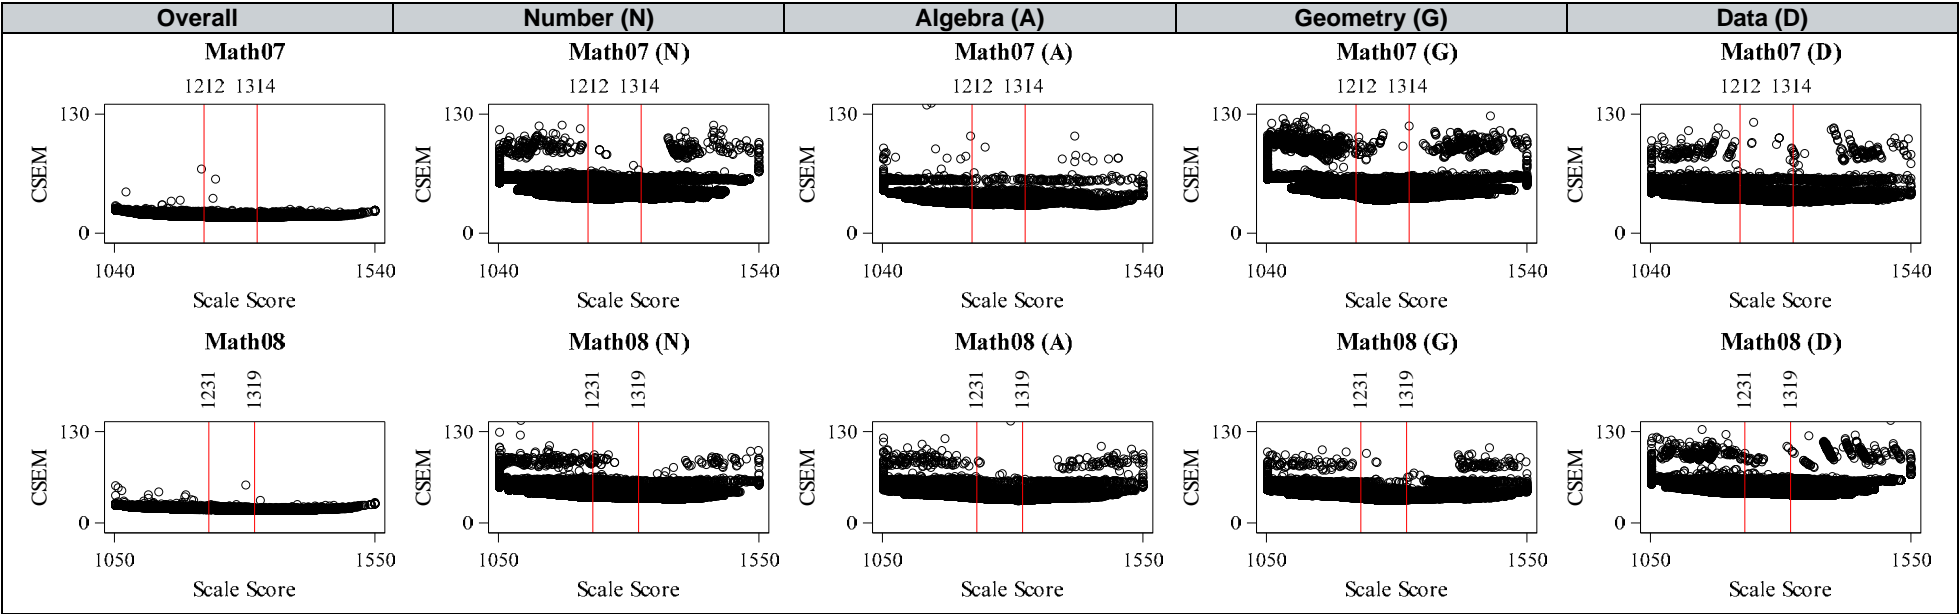 Overall Number (N) Algebra (A) Geometry (G) Data (D)
Math07 Math07 (N) Math07 (A) Math07 (G) Math07 (D)
1212 1314 1212 1314 1212 1314 1212 1314 1212 1314
130 130 130 130 130
CSEM CSEM CSEM CSEM CSEM
0 0 0 0 0
1040 1540 1040 1540 1040 1540 1040 1540 1040 1540
Scale Score Scale Score Scale Score Scale Score Scale Score
Math08 Math08 (N) Math08 (A) Math08 (G) Math08 (D)
1231 1319 1231 1319 1231 1319 1231 1319 1231 1319
130 130 130 130 130
CSEM CSEM CSEM CSEM CSEM
0 0 0 0 0
1050 1550 1050 1550 1050 1550 1050 1550 1050 1550
Scale Score Scale Score Scale Score Scale Score Scale Score